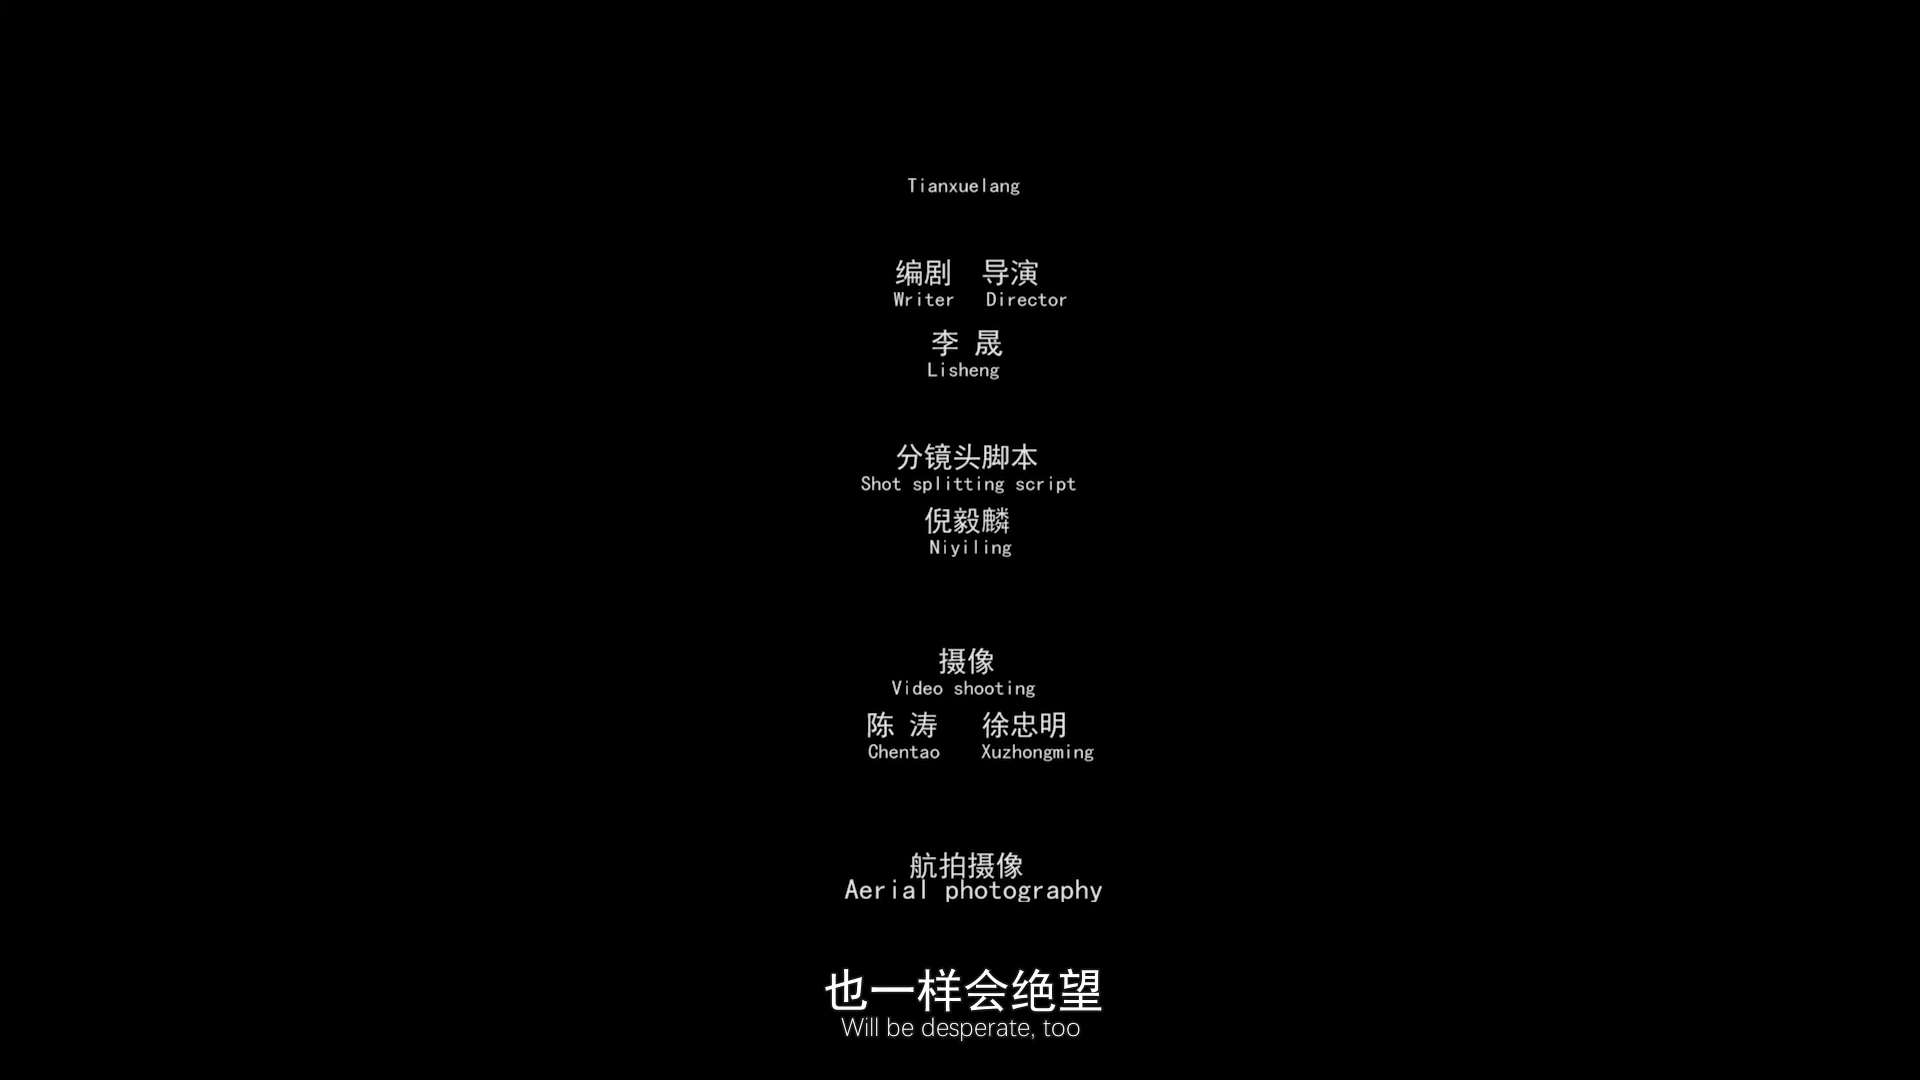 Tianxuelang
编剧 导演
Writer Director
李 晟
Lisheng
分镜头脚本
Shot splitting script
倪毅麟
Niyiling
摄像
Video shooting
陈 涛 徐忠明
Chentao Xuzhongming
航拍摄像
Aerial photography
也一样会绝望
Will be desperate, too